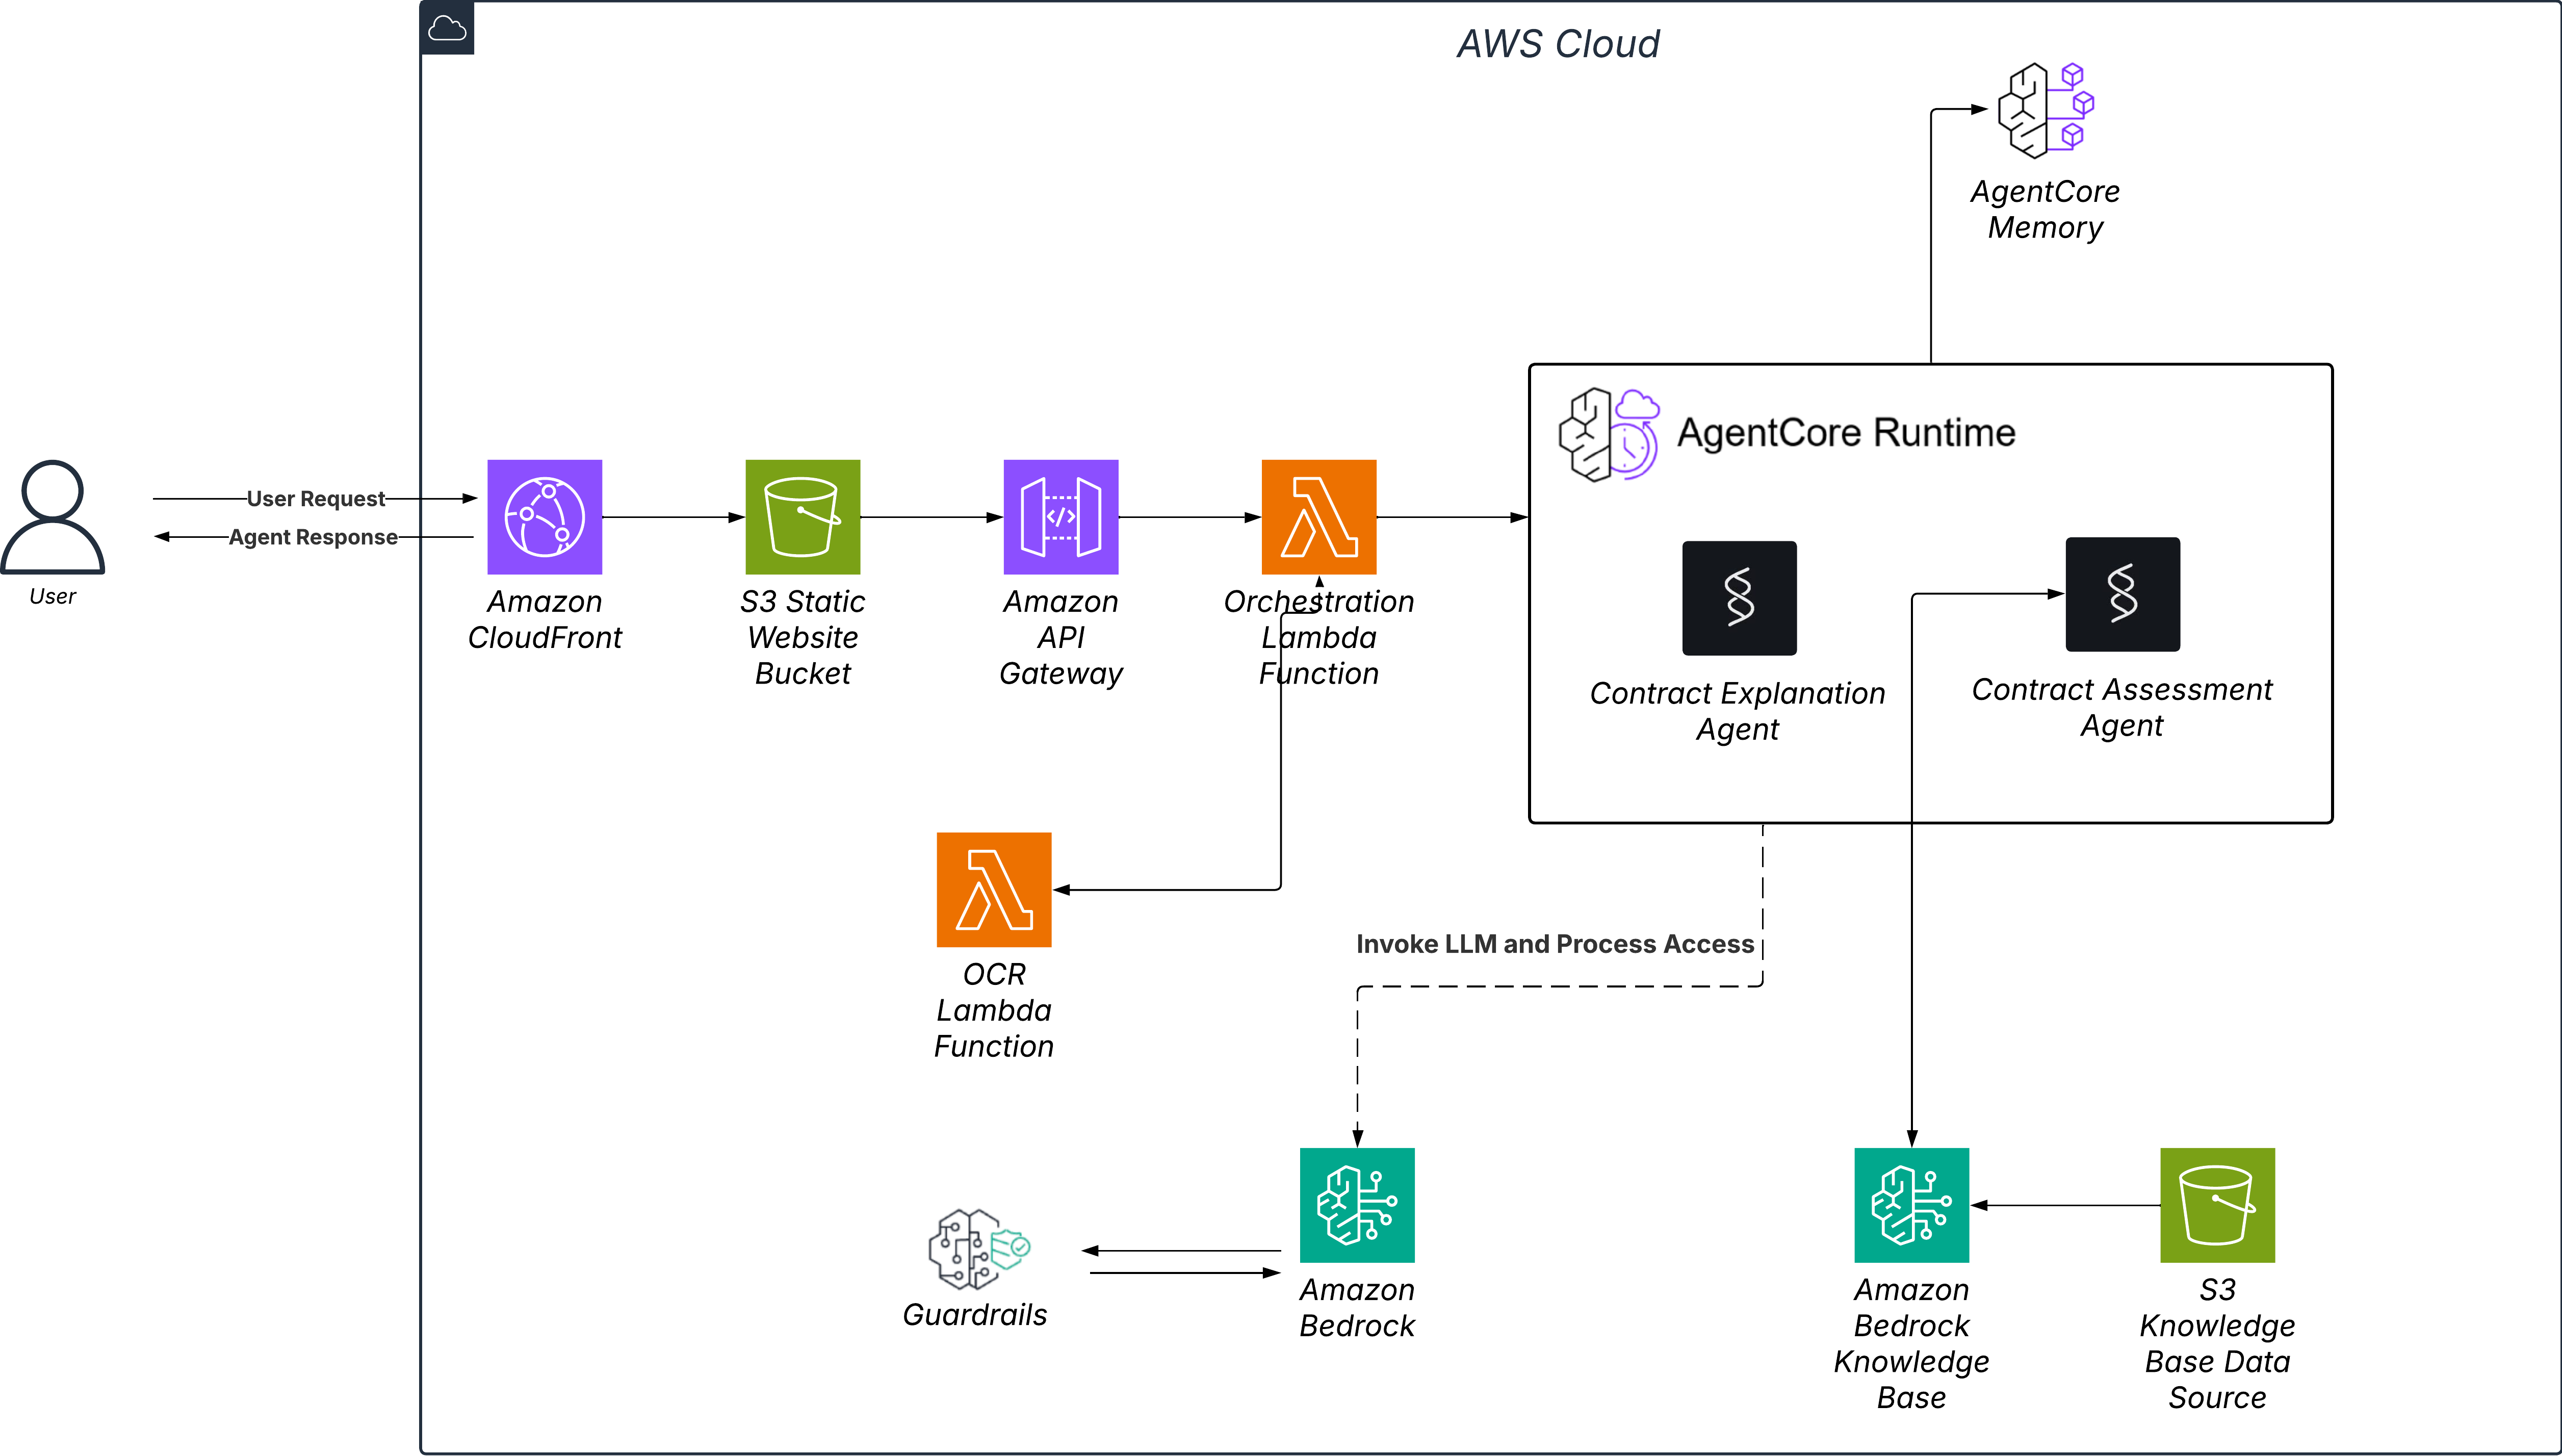 AWS Cloud
AgentCore
Memory
AgentCore Runtime
User Request
Agent Response
User
Amazon
CloudFront
S3 Static
Website
Bucket
Amazon
API
Gateway
</>
Orchestration
Lambda
Function
Contract Explanation
Agent
Contract Assessment
Agent
OCR
Lambda
Function
Invoke LLM and Process Access
Guardrails
Amazon
Bedrock
Amazon
Bedrock
Knowledge
Base
S3
Knowledge
Base Data
Source